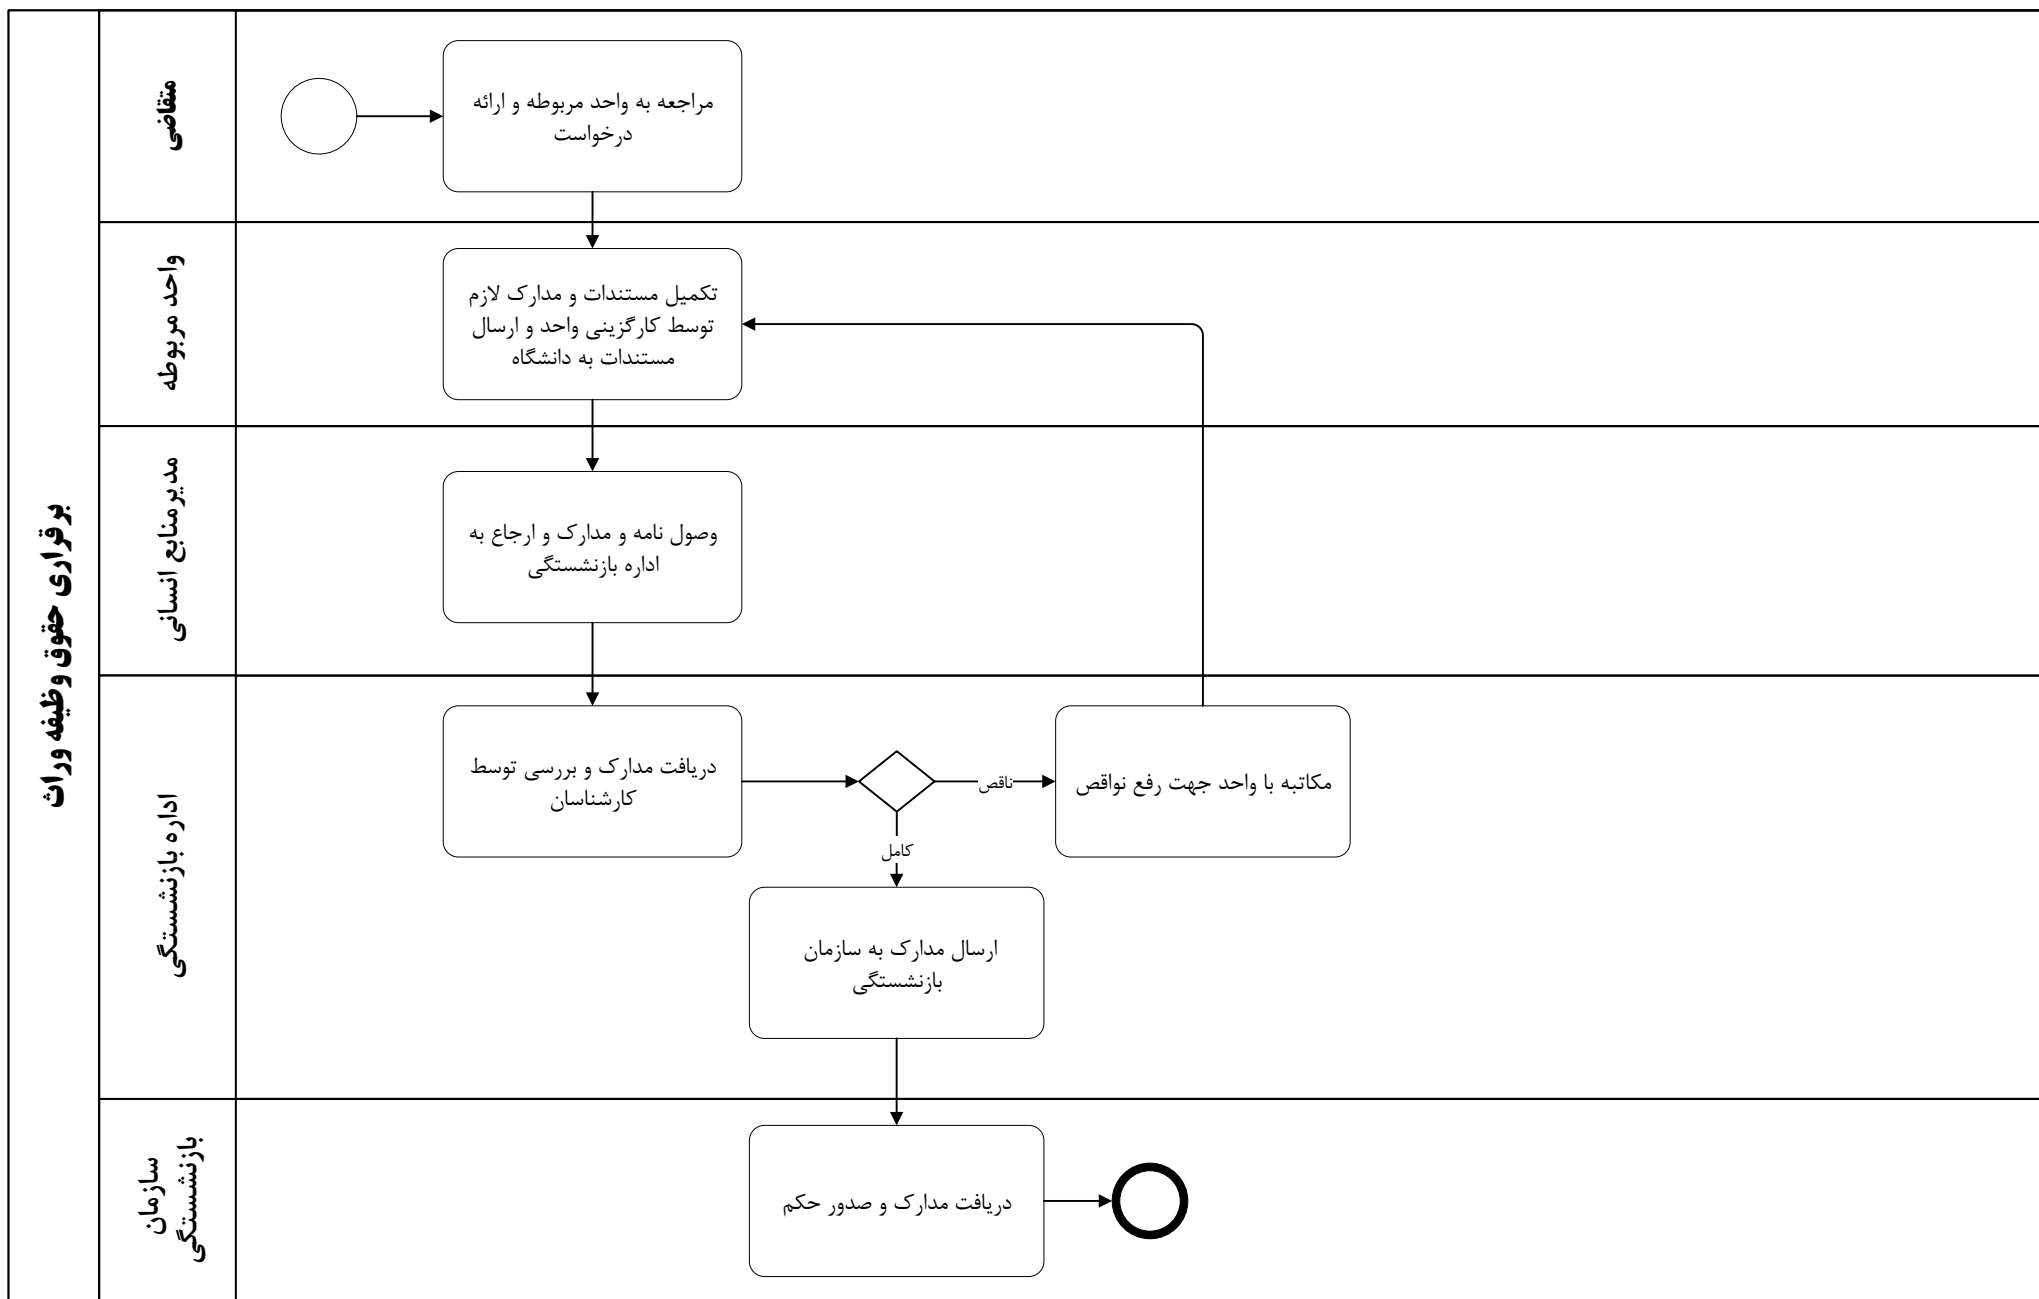 برقراری حقوق وظیفه وراث
متقاضی
مراجعه به واحد مربوطه و ارائه
درخواست
واحد مربوطه
تکمیل مستندات و مدارک لازم
توسط کارگزینی واحد و ارسال
مستندات به دانشگاه
مدیرمنابع انسانی
وصول نامه و مدارک و ارجاع به
اداره بازنشستگی
اداره بازنشستگی
دریافت مدارک و بررسی توسط
کارشناسان
ناقص
مکاتبه با واحد جهت رفع نواقص
کامل
ارسال مدارک به سازمان
بازنشستگی
سازمان
بازنشستگی
دریافت مدارک و صدور حکم